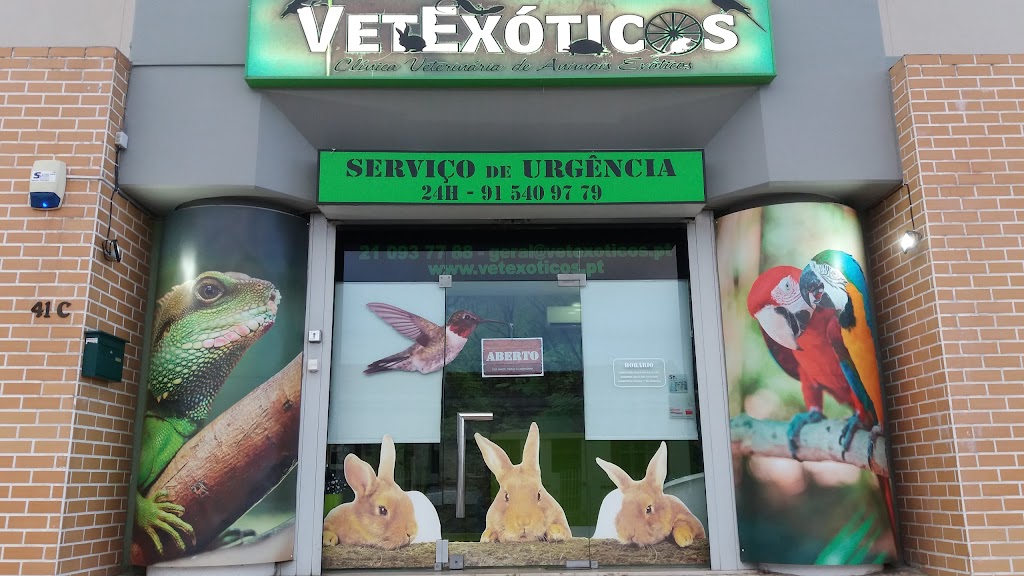 VETEXÓTICOS
Clínica Veterinária de Animais Exóticos
SERVIÇO DE URGÊNCIA
24H - 91 540 97 79
21 093 77 68 - geral@vetexoticos.pt
www.vetexoticos.pt
41 C
ABERTO
HORÁRIO